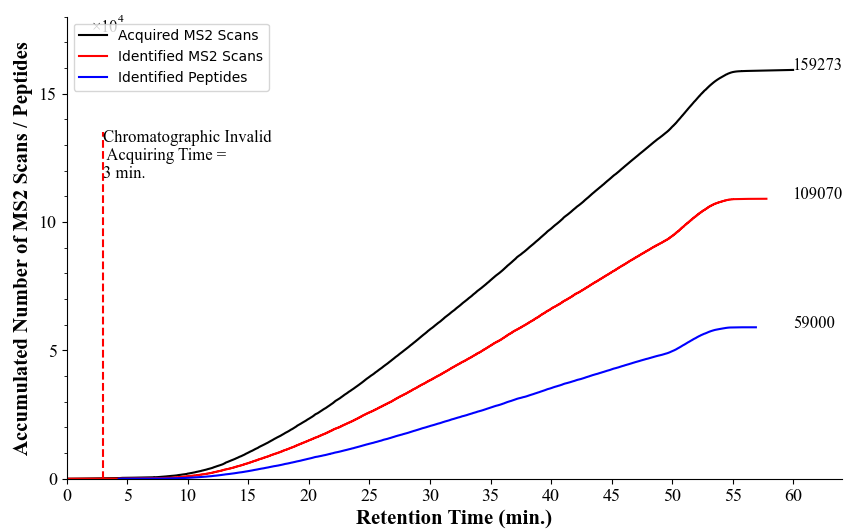 ×10⁴
Acquired MS2 Scans
Identified MS2 Scans
Identified Peptides
159273
15
Chromatographic Invalid
Acquiring Time =
3 min.
109070
10
59000
5
0
0 5 10 15 20 25 30 35 40 45 50 55 60
Accumulated Number of MS2 Scans / Peptides
Retention Time (min.)